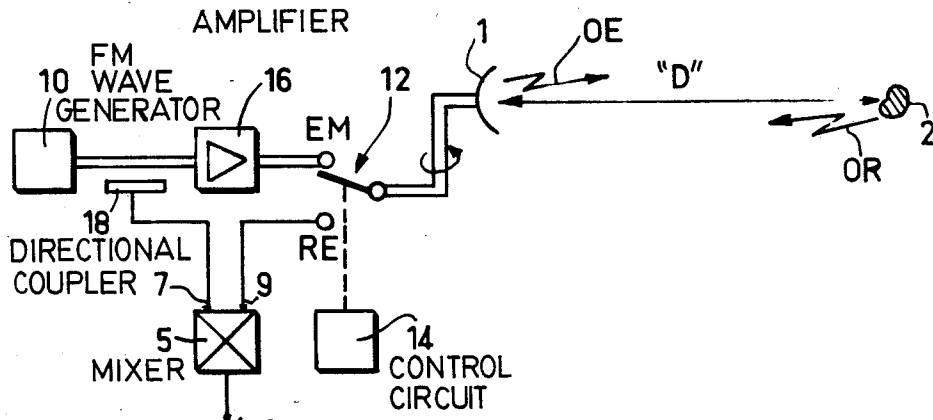 AMPLIFIER
FM
WAVE
GENERATOR
10
16
12
1
OE
"D"
EM
2
OR
18
RE
DIRECTIONAL
COUPLER
7
9
5
MIXER
14
CONTROL
CIRCUIT